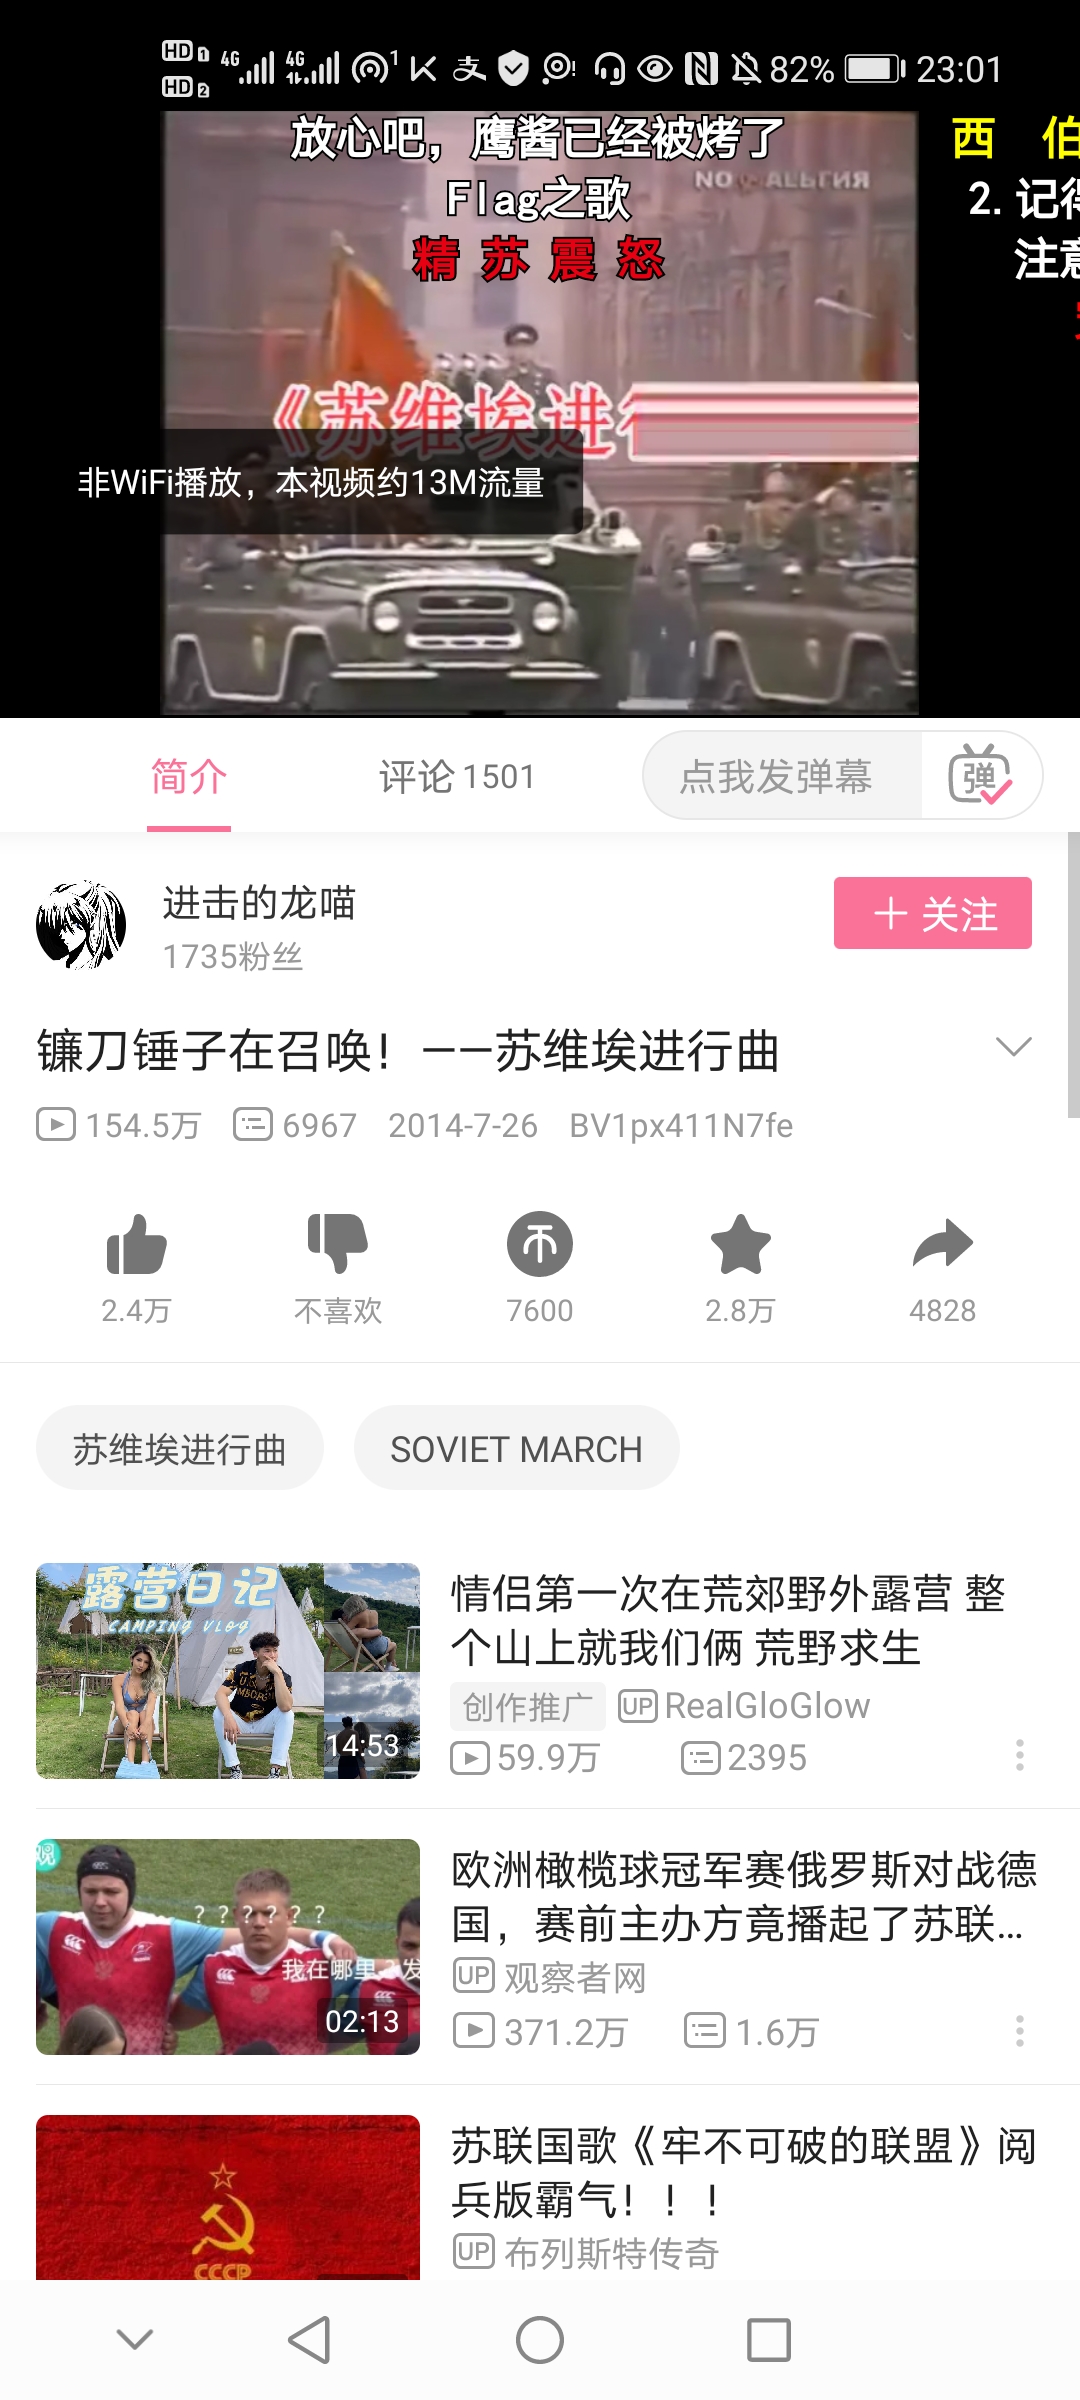 HD 1 4G 4G 1 82% 23:01
HD 2
放心吧，鹰酱已经被烤了
西 伯
NOСТАЛЬГИЯ
Flag之歌
2. 记得
精 苏 震 怒
注意
《苏维埃进行
非WiFi播放，本视频约13M流量
简介
评论 1501
点我发弹幕
弹
进击的龙喵
1735粉丝
＋ 关注
镰刀锤子在召唤！——苏维埃进行曲
154.5万 6967 2014-7-26 BV1px411N7fe
2.4万 不喜欢 7600 2.8万 4828
苏维埃进行曲 SOVIET MARCH
露营日记
CAMPING VLOG
14:53
情侣第一次在荒郊野外露营 整
个山上就我们俩 荒野求生
创作推广 UP RealGloGlow
59.9万 2395
观
？？？？？？
我在哪里？发
02:13
欧洲橄榄球冠军赛俄罗斯对战德
国，赛前主办方竟播起了苏联...
UP 观察者网
371.2万 1.6万
CCCP
苏联国歌《牢不可破的联盟》阅
兵版霸气！！！
UP 布列斯特传奇